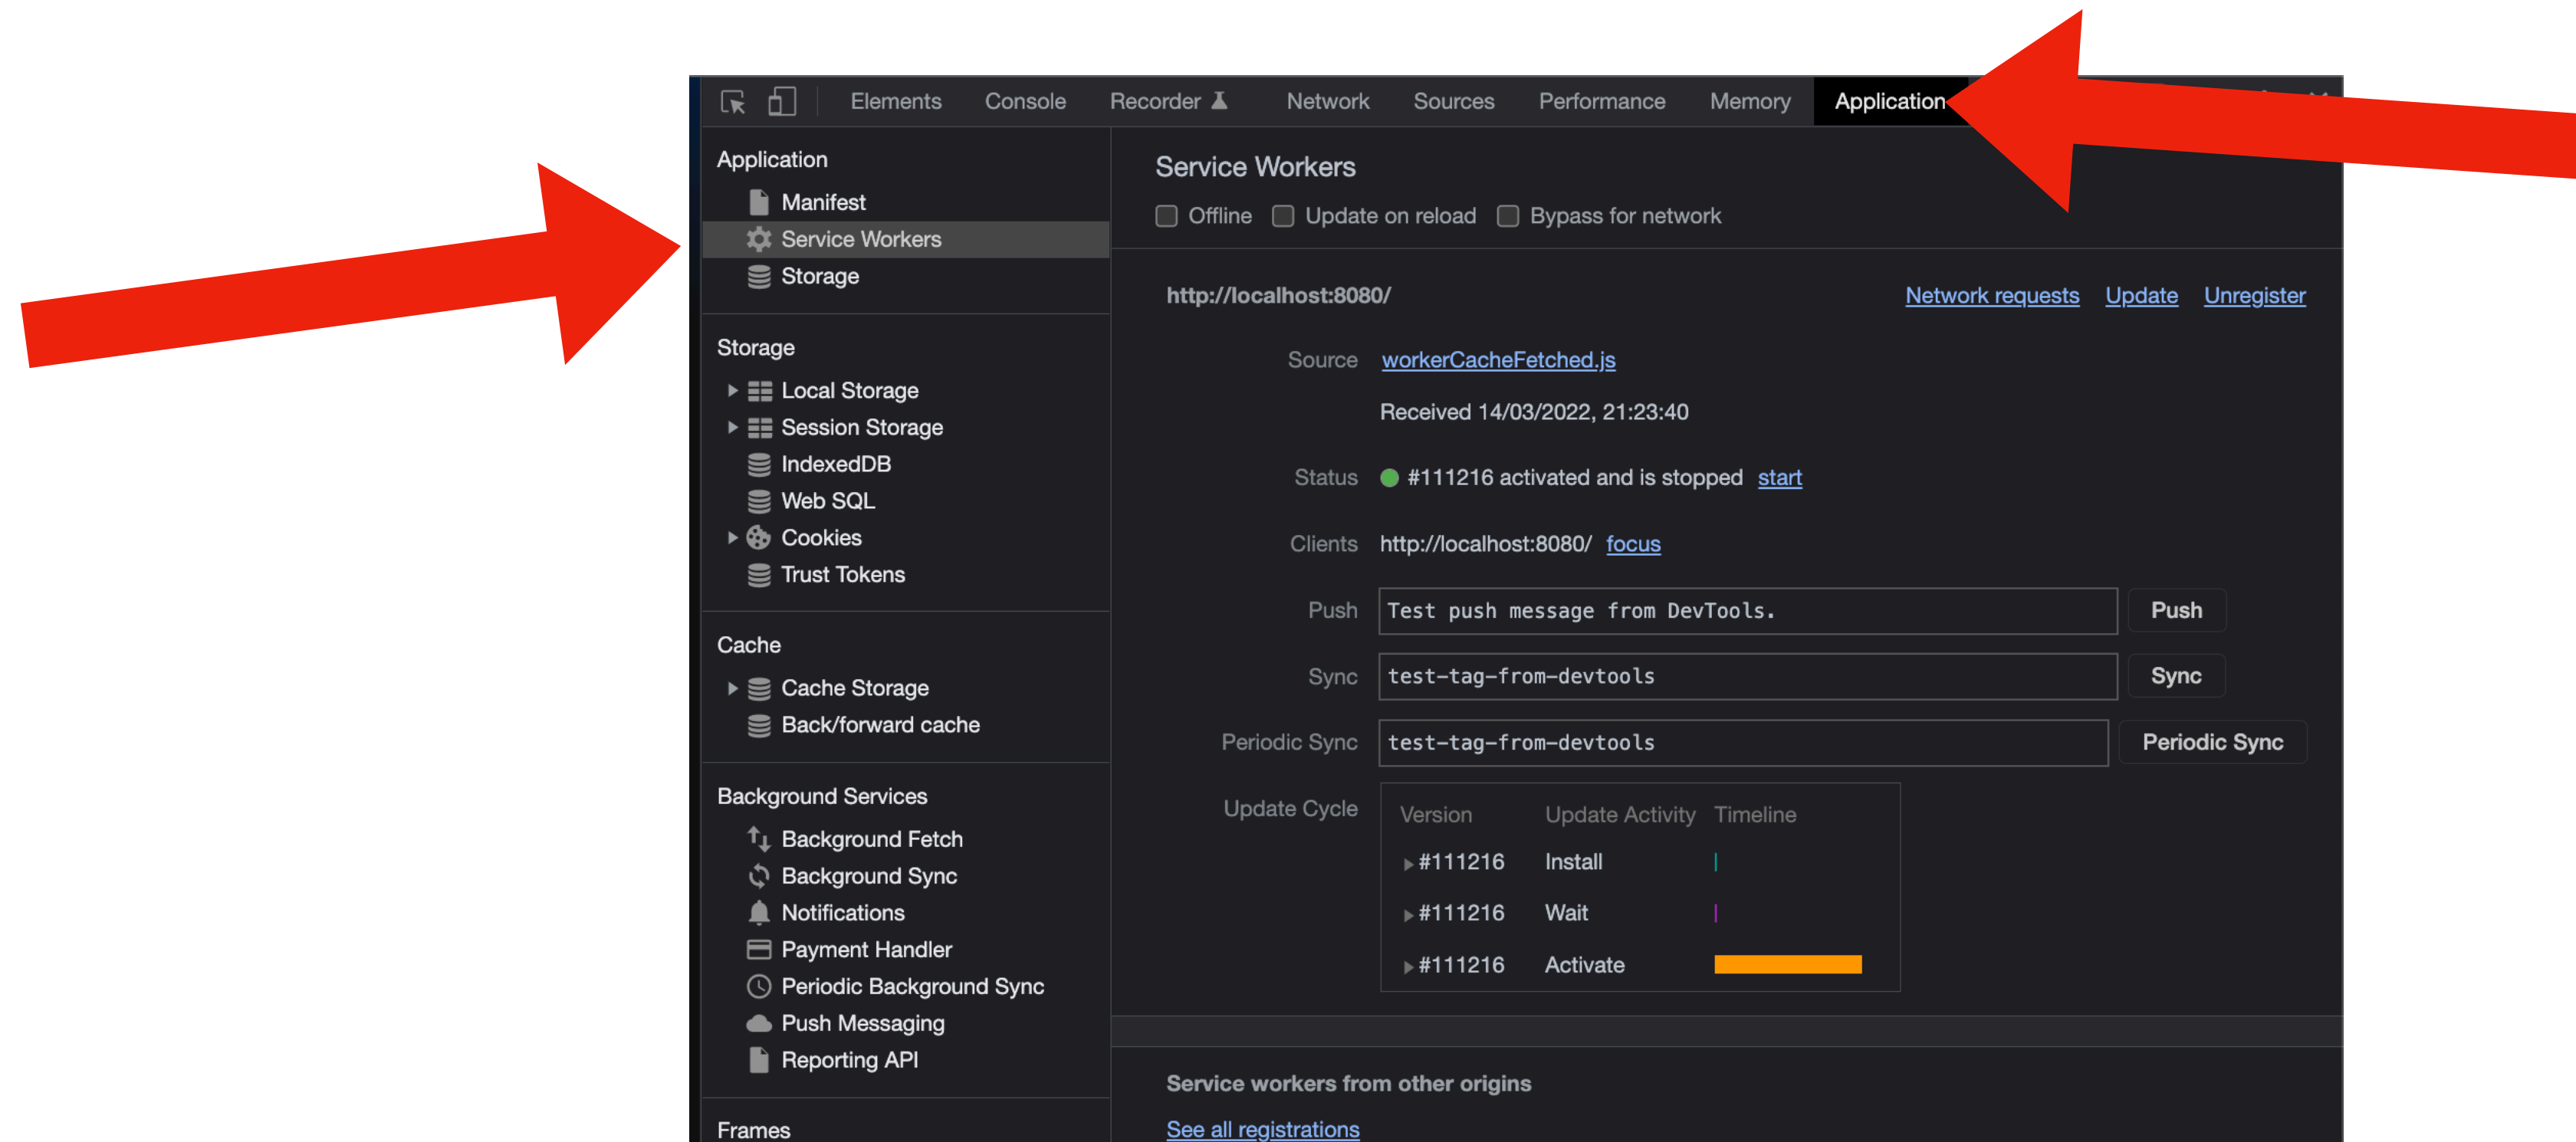 Elements Console Recorder Network Sources Performance Memory Application
Application
Manifest
Service Workers
Storage
Storage
Local Storage
Session Storage
IndexedDB
Web SQL
Cookies
Trust Tokens
Cache
Cache Storage
Back/forward cache
Background Services
Background Fetch
Background Sync
Notifications
Payment Handler
Periodic Background Sync
Push Messaging
Reporting API
Frames
Service Workers
Offline Update on reload Bypass for network
http://localhost:8080/ Network requests Update Unregister
Source workerCacheFetched.js
Received 14/03/2022, 21:23:40
Status #111216 activated and is stopped start
Clients http://localhost:8080/ focus
Push Test push message from DevTools. Push
Sync test-tag-from-devtools Sync
Periodic Sync test-tag-from-devtools Periodic Sync
Update Cycle Version Update Activity Timeline
#111216 Install
#111216 Wait
#111216 Activate
Service workers from other origins
See all registrations